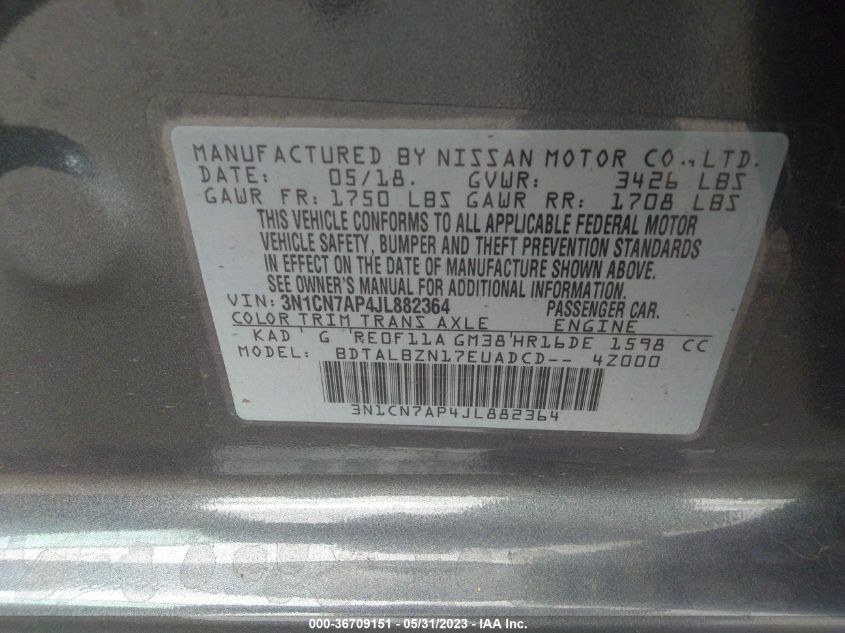 MANUFACTURED BY NISSAN MOTOR CO., LTD.
DATE: 05/18. GVWR: 3426 LBS
GAWR FR: 1750 LBS GAWR RR: 1708 LBS
THIS VEHICLE CONFORMS TO ALL APPLICABLE FEDERAL MOTOR
VEHICLE SAFETY, BUMPER AND THEFT PREVENTION STANDARDS
IN EFFECT ON THE DATE OF MANUFACTURE SHOWN ABOVE.
SEE OWNER'S MANUAL FOR ADDITIONAL INFORMATION.
VIN: 3N1CN7AP4JL882364 PASSENGER CAR.
COLOR TRIM TRANS AXLE ENGINE
KAD G RE0F11A GM38 HR16DE 1598 CC
MODEL: BDTALBZN17EUADCD-- 4Z000
3N1CN7AP4JL882364
000-36709151 - 05/31/2023 - IAA Inc.